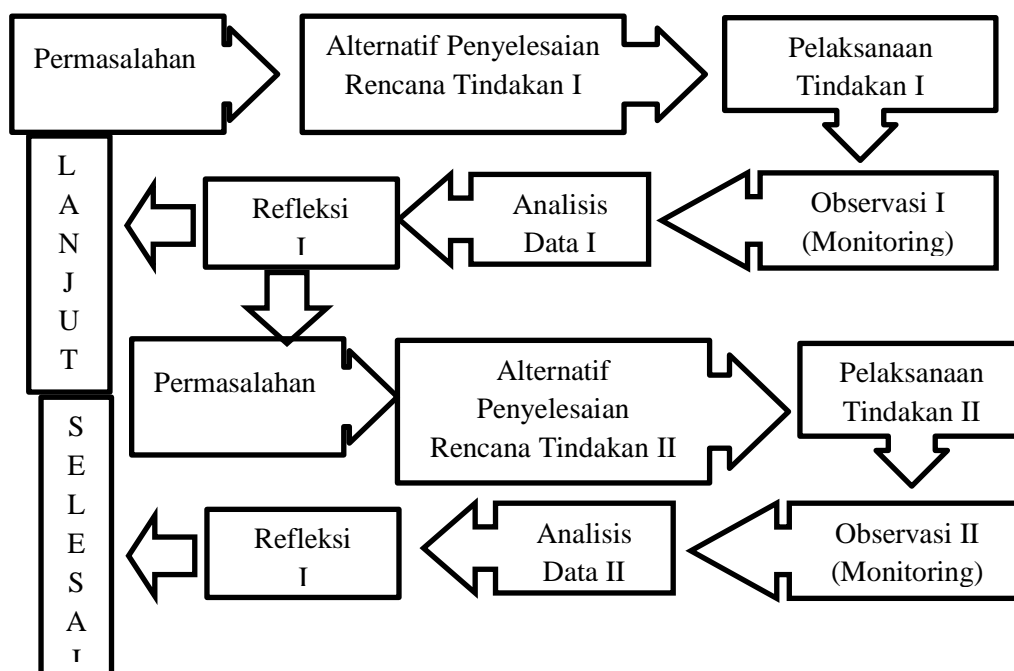 Permasalahan
Alternatif Penyelesaian
Rencana Tindakan I
Pelaksanaan
Tindakan I
L
A
N
J
U
T
Refleksi
I
Analisis
Data I
Observasi I
(Monitoring)
Permasalahan
Alternatif
Penyelesaian
Rencana Tindakan II
Pelaksanaan
Tindakan II
S
E
L
E
S
A
I
Refleksi
I
Analisis
Data II
Observasi II
(Monitoring)